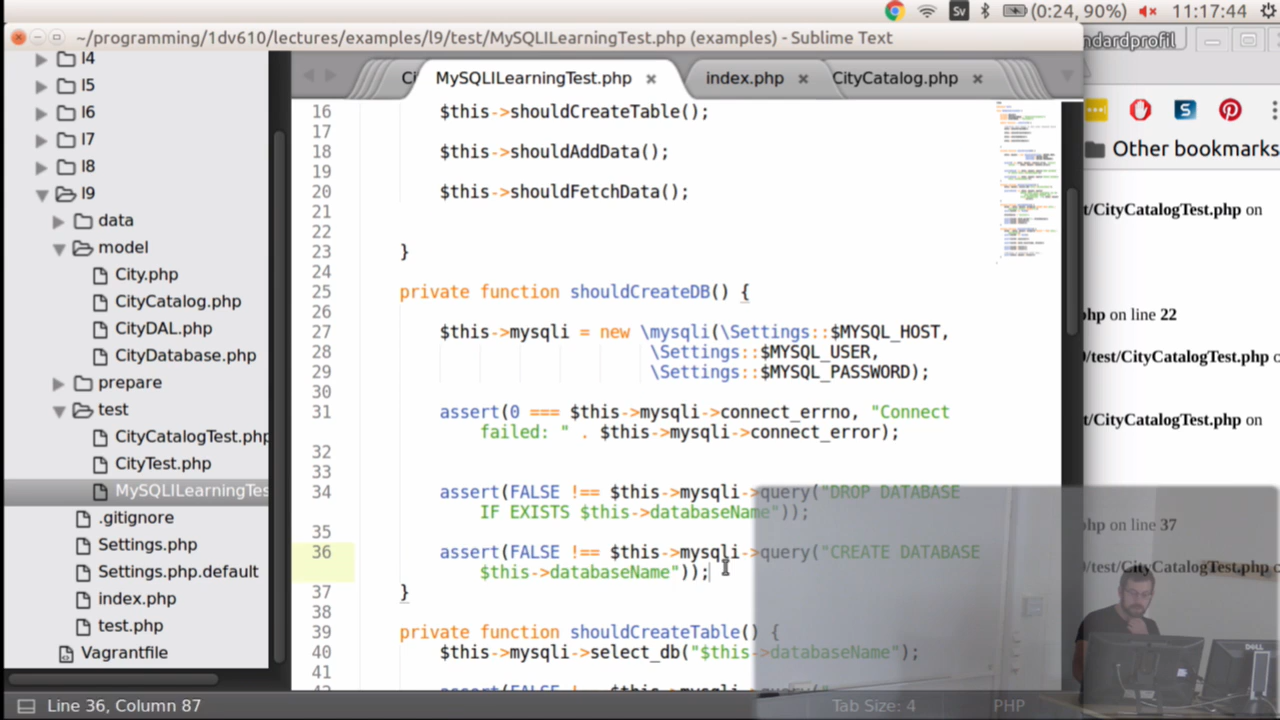 Sv
(0:24, 90%)
11:17:44
~/programming/1dv610/lectures/examples/l9/test/MySQLILearningTest.php (examples) - Sublime Text
ndardprofil
l4
l5
l6
l7
l8
l9
data
model
City.php
CityCatalog.php
CityDAL.php
CityDatabase.php
prepare
test
CityCatalogTest.php
CityTest.php
MySQLILearningTes
.gitignore
Settings.php
Settings.php.default
index.php
test.php
Vagrantfile
Ci
MySQLILearningTest.php
index.php
CityCatalog.php
16 $this->shouldCreateTable();
17
18 $this->shouldAddData();
19
20 $this->shouldFetchData();
21
22
23 }
24
25 private function shouldCreateDB() {
26
27 $this->mysqli = new \mysqli(\Settings::$MYSQL_HOST,
28 \Settings::$MYSQL_USER,
29 \Settings::$MYSQL_PASSWORD);
30
31 assert(0 === $this->mysqli->connect_errno, "Connect
failed: " . $this->mysqli->connect_error);
32
33
34 assert(FALSE !== $this->mysqli->query("DROP DATABASE
IF EXISTS $this->databaseName"));
35
36 assert(FALSE !== $this->mysqli->query("CREATE DATABASE
$this->databaseName"));
37 }
38
39 private function shouldCreateTable() {
40 $this->mysqli->select_db("$this->databaseName");
41
Other bookmarks
t/CityCatalogTest.php on
hp on line 22
0/test/CityCatalogTest.php o
t/CityCatalogTest.php on
php on line 37
0/test/CityCatalogTest.php o
DELL
Line 36, Column 87
Tab Size: 4
PHP